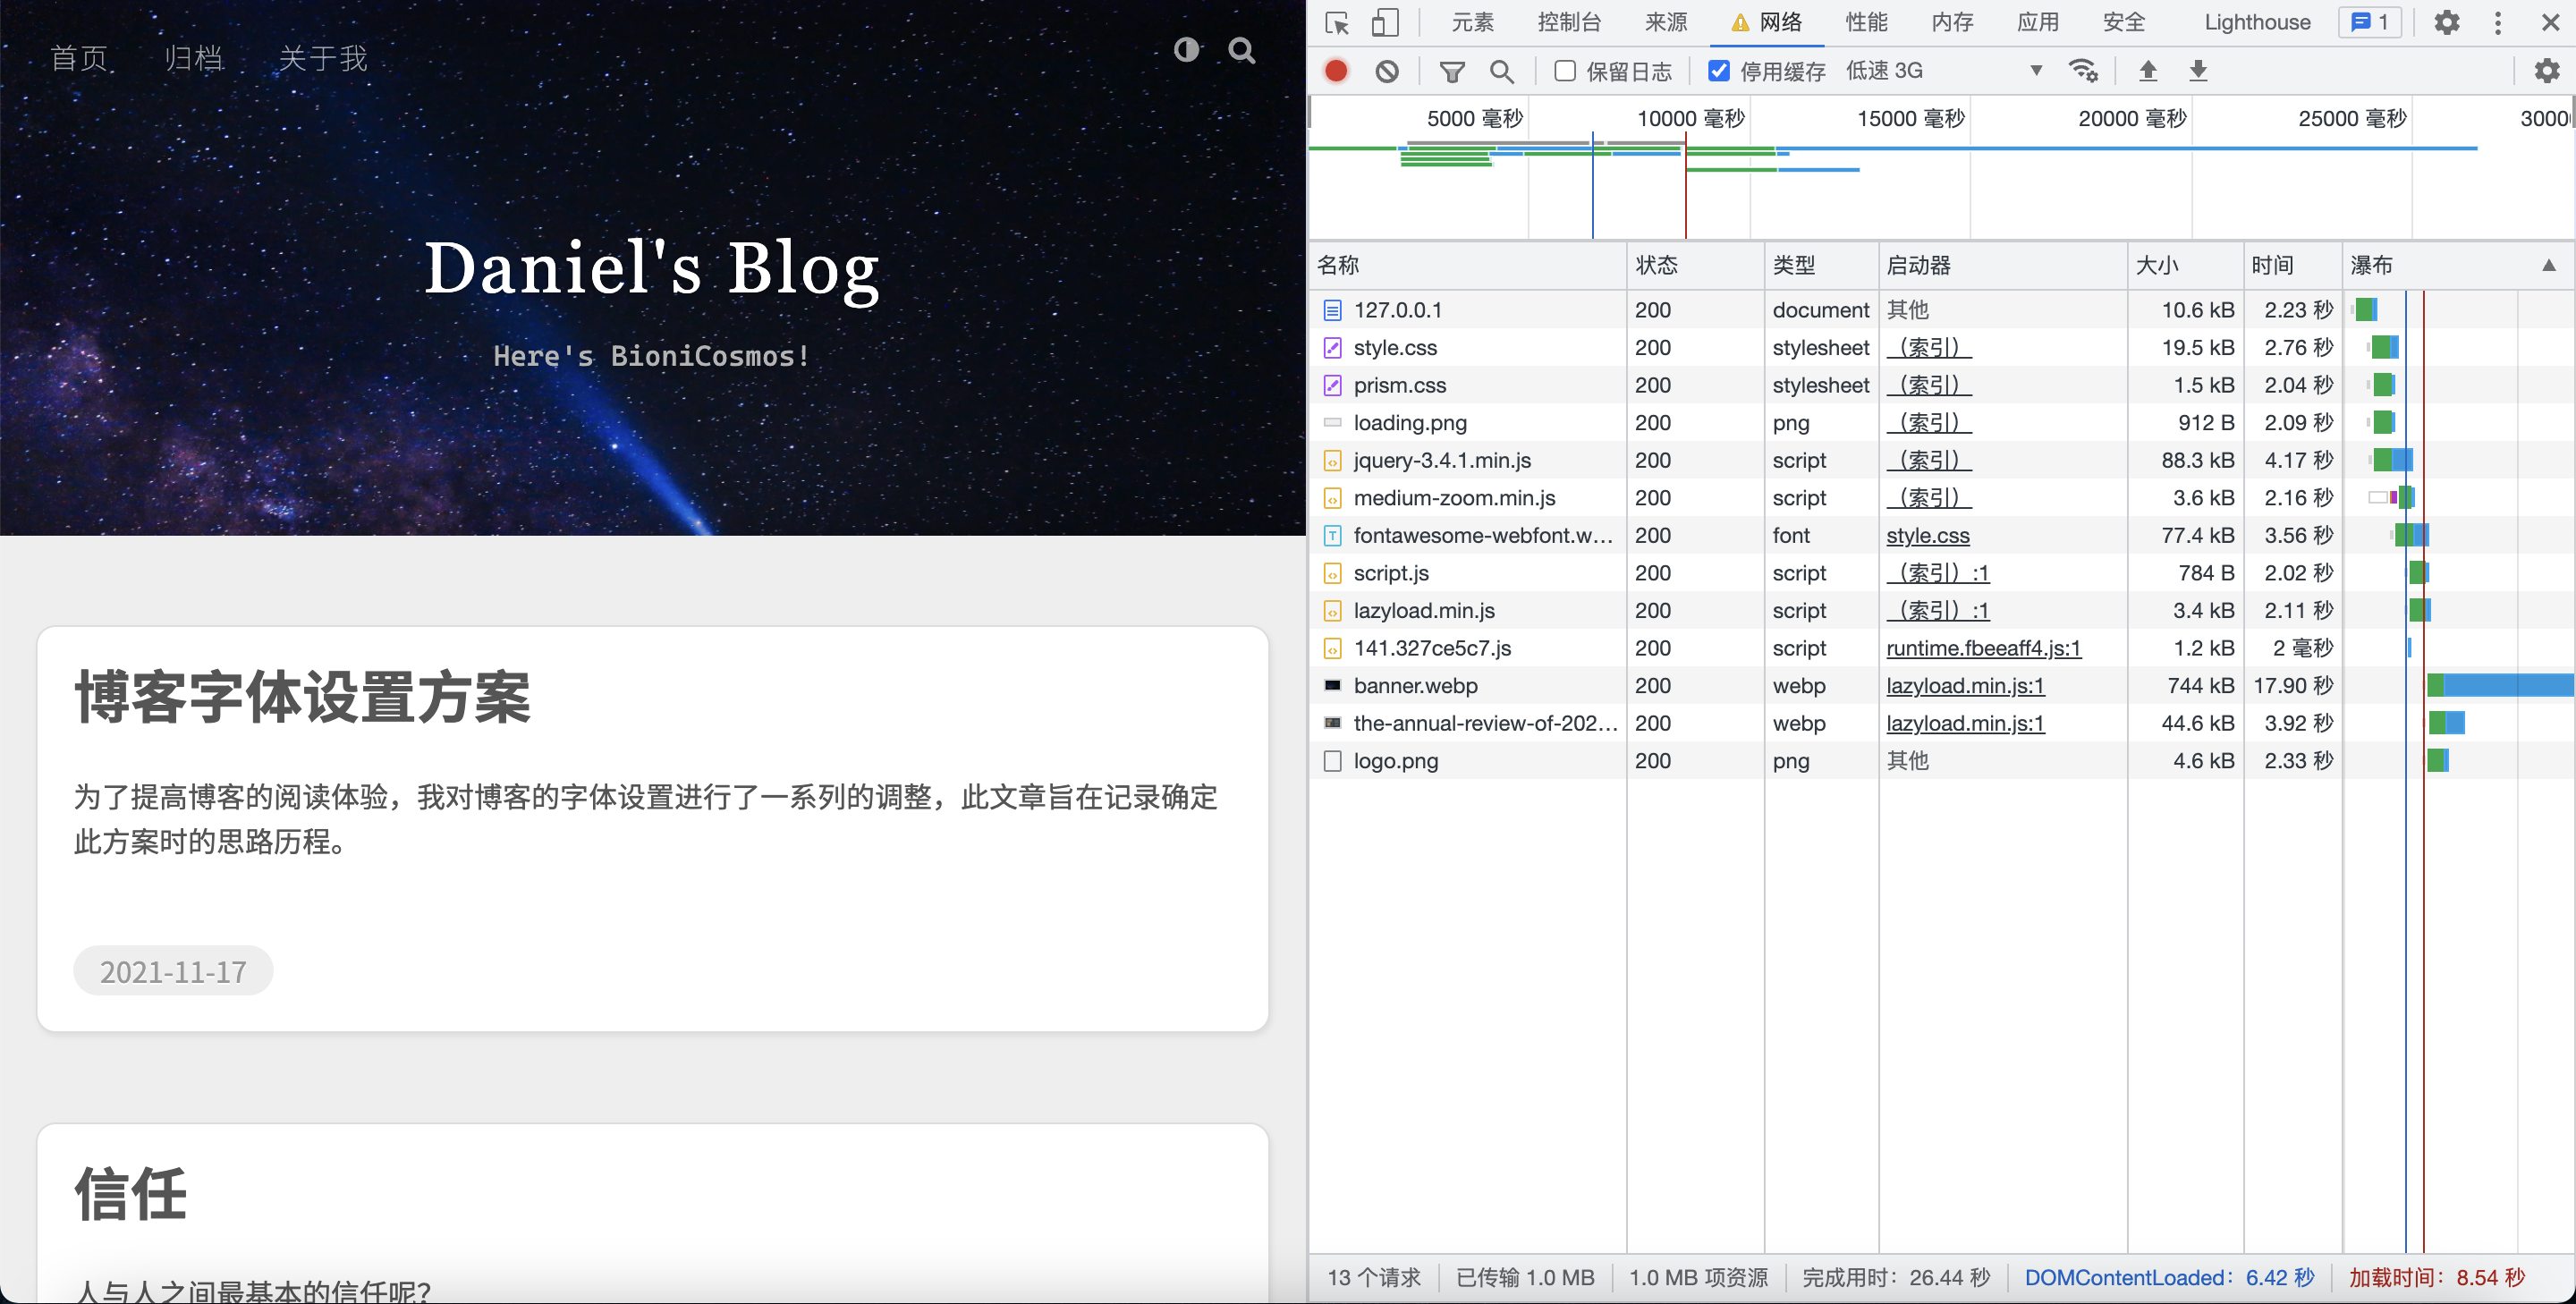 首页 归档 关于我
Daniel's Blog
Here's BioniCosmos!
博客字体设置方案
为了提高博客的阅读体验，我对博客的字体设置进行了一系列的调整，此文章旨在记录确定
此方案时的思路历程。
2021-11-17
信任
人与人之间最基本的信任呢？
元素 控制台 来源 网络 性能 内存 应用 安全 Lighthouse 1
保留日志 停用缓存 低速 3G
5000 毫秒 10000 毫秒 15000 毫秒 20000 毫秒 25000 毫秒 3000
名称 状态 类型 启动器 大小 时间 瀑布
127.0.0.1 200 document 其他 10.6 kB 2.23 秒
style.css 200 stylesheet （索引） 19.5 kB 2.76 秒
prism.css 200 stylesheet （索引） 1.5 kB 2.04 秒
loading.png 200 png （索引） 912 B 2.09 秒
jquery-3.4.1.min.js 200 script （索引） 88.3 kB 4.17 秒
medium-zoom.min.js 200 script （索引） 3.6 kB 2.16 秒
fontawesome-webfont.w… 200 font style.css 77.4 kB 3.56 秒
script.js 200 script （索引）:1 784 B 2.02 秒
lazyload.min.js 200 script （索引）:1 3.4 kB 2.11 秒
141.327ce5c7.js 200 script runtime.fbeeaff4.js:1 1.2 kB 2 毫秒
banner.webp 200 webp lazyload.min.js:1 744 kB 17.90 秒
the-annual-review-of-202… 200 webp lazyload.min.js:1 44.6 kB 3.92 秒
logo.png 200 png 其他 4.6 kB 2.33 秒
13 个请求 已传输 1.0 MB 1.0 MB 项资源 完成用时：26.44 秒 DOMContentLoaded：6.42 秒 加载时间：8.54 秒